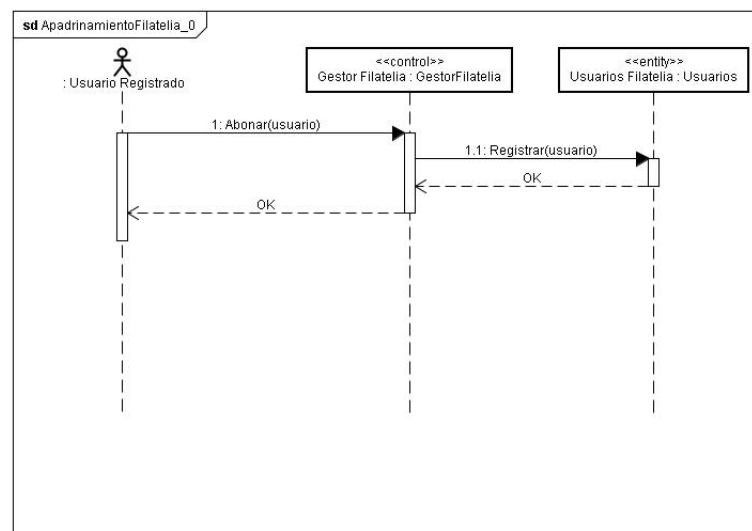 sd ApadrinamientoFilatelia_0
: Usuario Registrado
<<control>>
Gestor Filatelia : GestorFilatelia
<<entity>>
Usuarios Filatelia : Usuarios
1: Abonar(usuario)
1.1: Registrar(usuario)
OK
OK